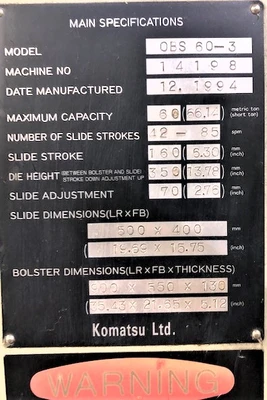 MAIN SPECIFICATIONS
MODEL OBS 60-3
MACHINE NO 14198
DATE MANUFACTURED 12. 1994
MAXIMUM CAPACITY 60 (66.14) metric ton (short ton)
NUMBER OF SLIDE STROKES 42 - 85 spm
SLIDE STROKE 160 (6.30) mm (inch)
DIE HEIGHT (BETWEEN BOLSTER AND SLIDE: STROKE DOWN ADJUSTMENT UP) 350 (13.78) mm (inch)
SLIDE ADJUSTMENT 70 (2.76) mm (inch)
SLIDE DIMENSIONS(LR×FB)
500 × 400 mm
(19.69 × 15.75 (inch)
BOLSTER DIMENSIONS(LR×FB×THICKNESS)
900 × 550 × 130 mm
(35.43 × 21.65 × 5.12) (inch)
Komatsu Ltd.
WARNING